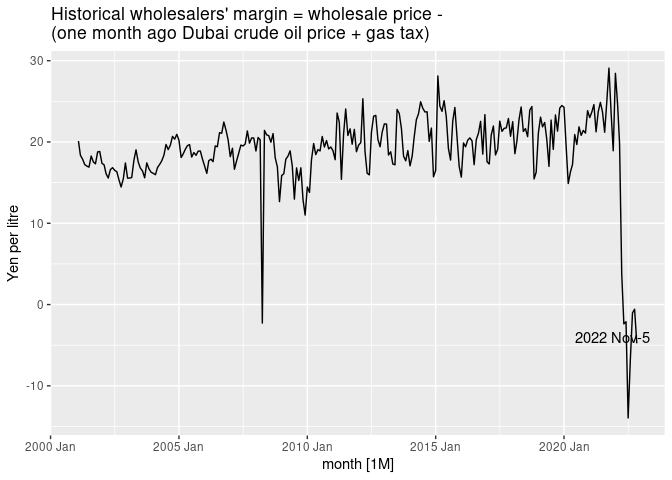 Historical wholesalers' margin = wholesale price -
(one month ago Dubai crude oil price + gas tax)
30
20
10
0
-10
Yen per litre
2022 Nov-5
2000 Jan
2005 Jan
2010 Jan
2015 Jan
2020 Jan
month [1M]